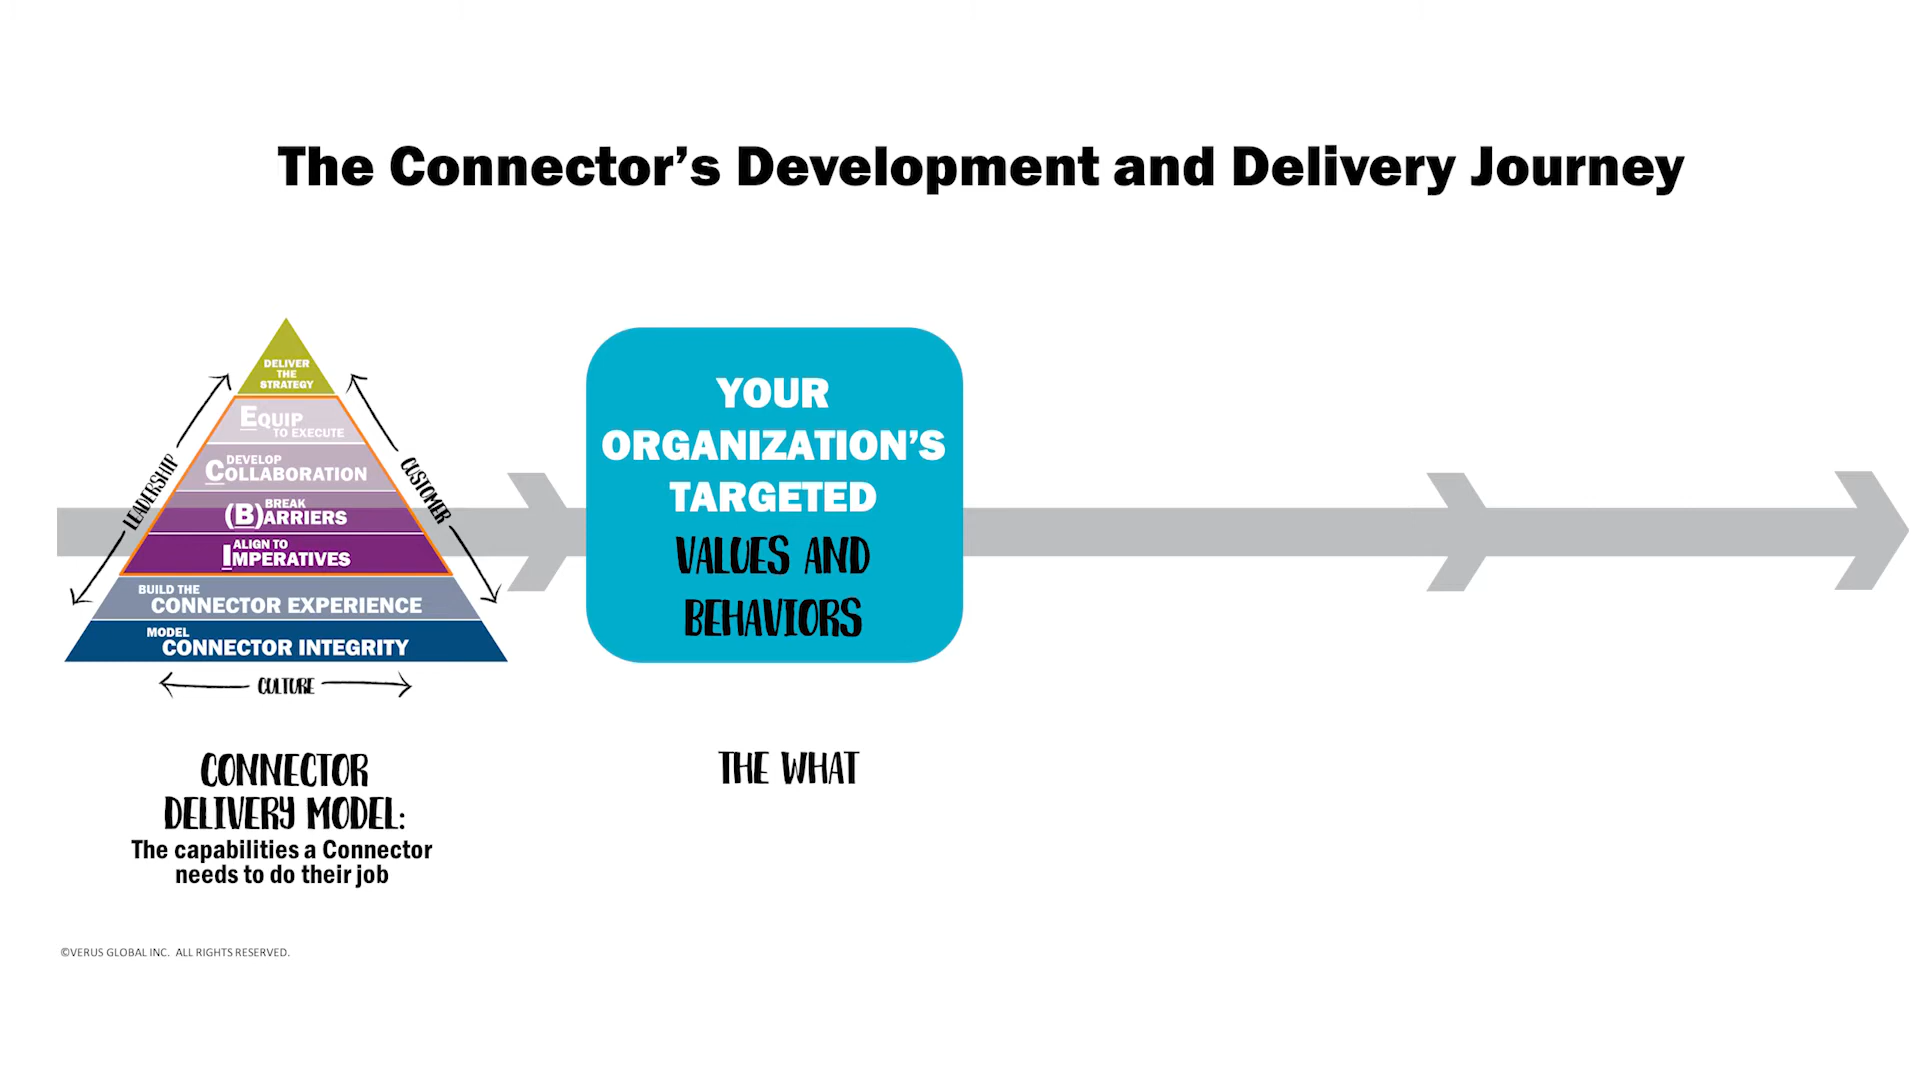 The Connector’s Development and Delivery Journey
DELIVER
THE
STRATEGY
EQUIP
TO EXECUTE
DEVELOP
COLLABORATION
BREAK
(B)ARRIERS
ALIGN TO
IMPERATIVES
BUILD THE
CONNECTOR EXPERIENCE
MODEL
CONNECTOR INTEGRITY
LEADERSHIP
CUSTOMER
CULTURE
CONNECTOR
DELIVERY MODEL:
The capabilities a Connector
needs to do their job
YOUR
ORGANIZATION’S
TARGETED
VALUES AND
BEHAVIORS
THE WHAT
©VERUS GLOBAL INC. ALL RIGHTS RESERVED.